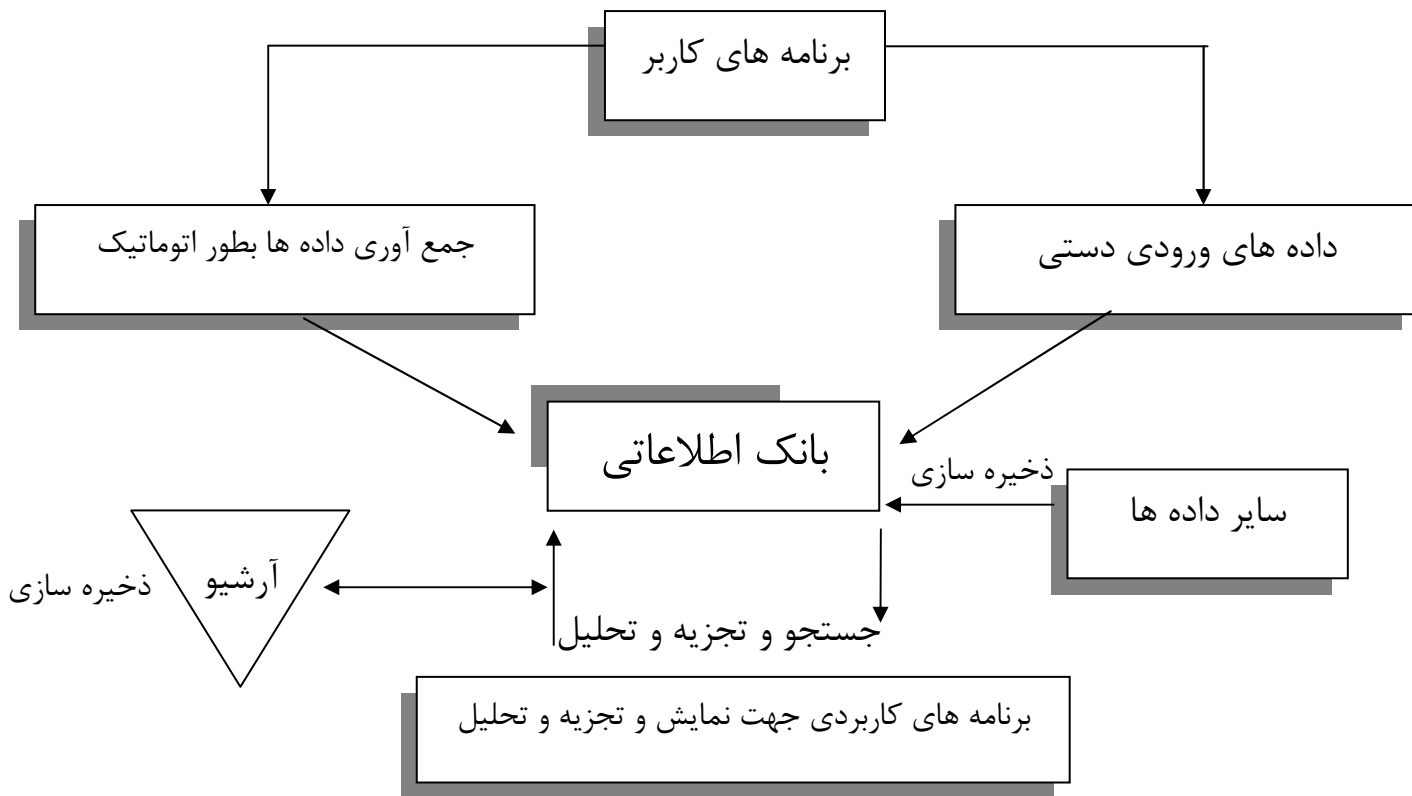 برنامه های کاربر
داده های ورودی دستی
جمع آوری داده ها بطور اتوماتیک
بانک اطلاعاتی
ذخیره سازی
سایر داده ها
آرشیو
ذخیره سازی
جستجو و تجزیه و تحلیل
برنامه های کاربردی جهت نمایش و تجزیه و تحلیل